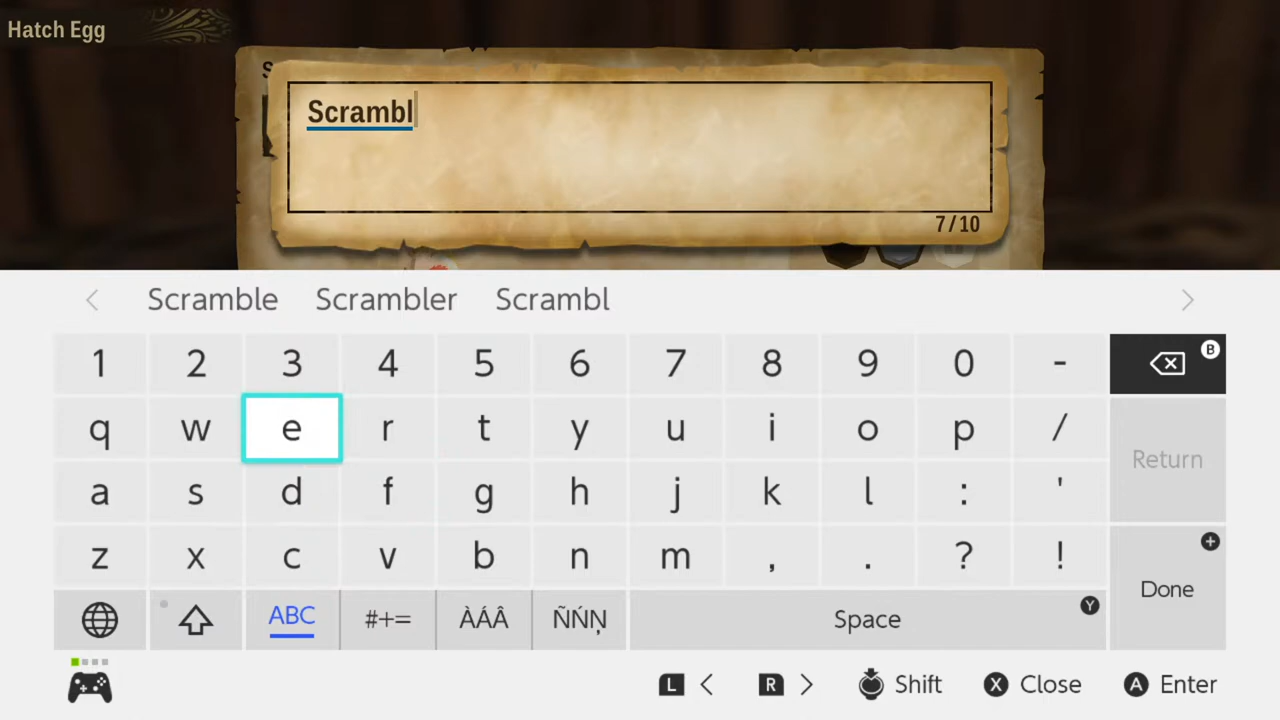 Hatch Egg
S
Scrambl
7/10
Scramble Scrambler Scrambl
1 2 3 4 5 6 7 8 9 0 - B
q w e r t y u i o p /
Return
a s d f g h j k l : '
z x c v b n m , . ? !
Done
ABC #+= ÀÁÂ ÑŃŅ Space Y
L < R > Shift X Close A Enter